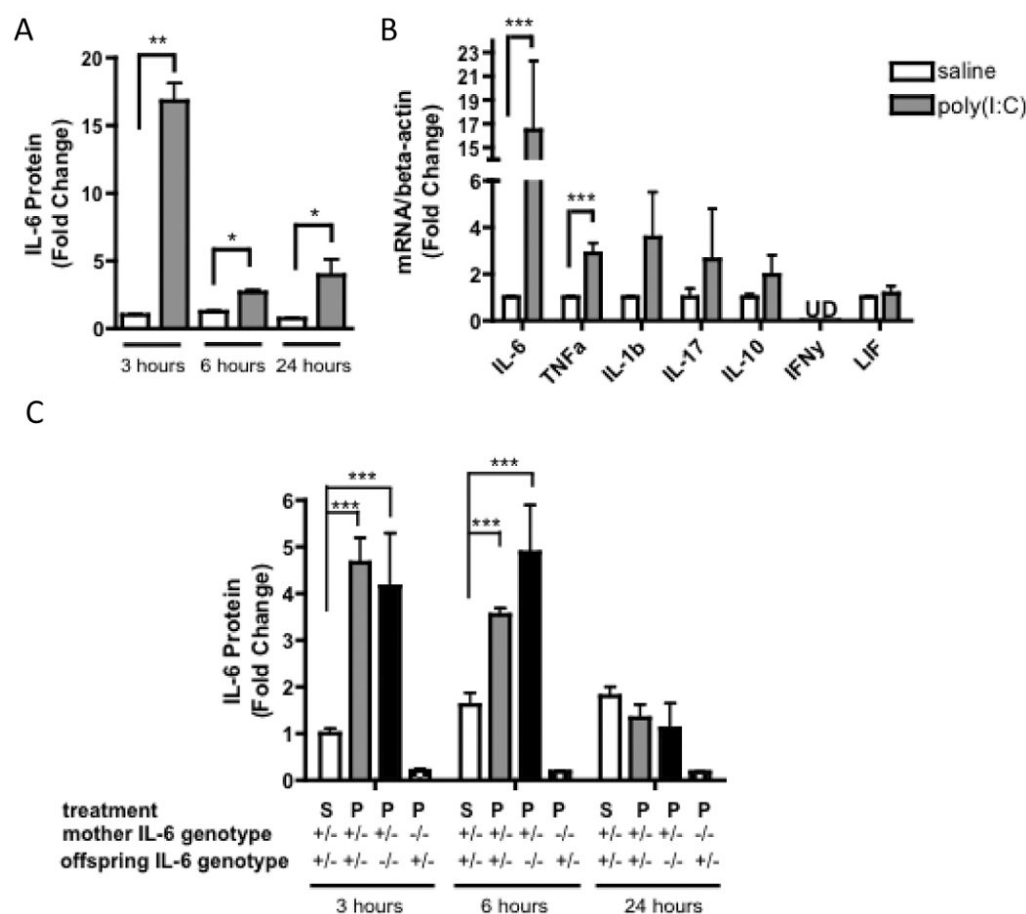 A
IL-6 Protein
(Fold Change)
20
15
10
5
0
**
*
*
3 hours 6 hours 24 hours
B
mRNA/beta-actin
(Fold Change)
23
21
19
17
15
6
4
2
0
***
***
UD
IL-6 TNFa IL-1b IL-17 IL-10 IFNy LIF
saline
poly(I:C)
C
IL-6 Protein
(Fold Change)
6
5
4
3
2
1
0
***
***
***
***
treatment S P P P S P P P S P P P
mother IL-6 genotype +/- +/- +/- -/- +/- +/- +/- -/- +/- +/- +/- -/-
offspring IL-6 genotype +/- +/- -/- +/- +/- +/- -/- +/- +/- +/- -/- +/-
3 hours 6 hours 24 hours